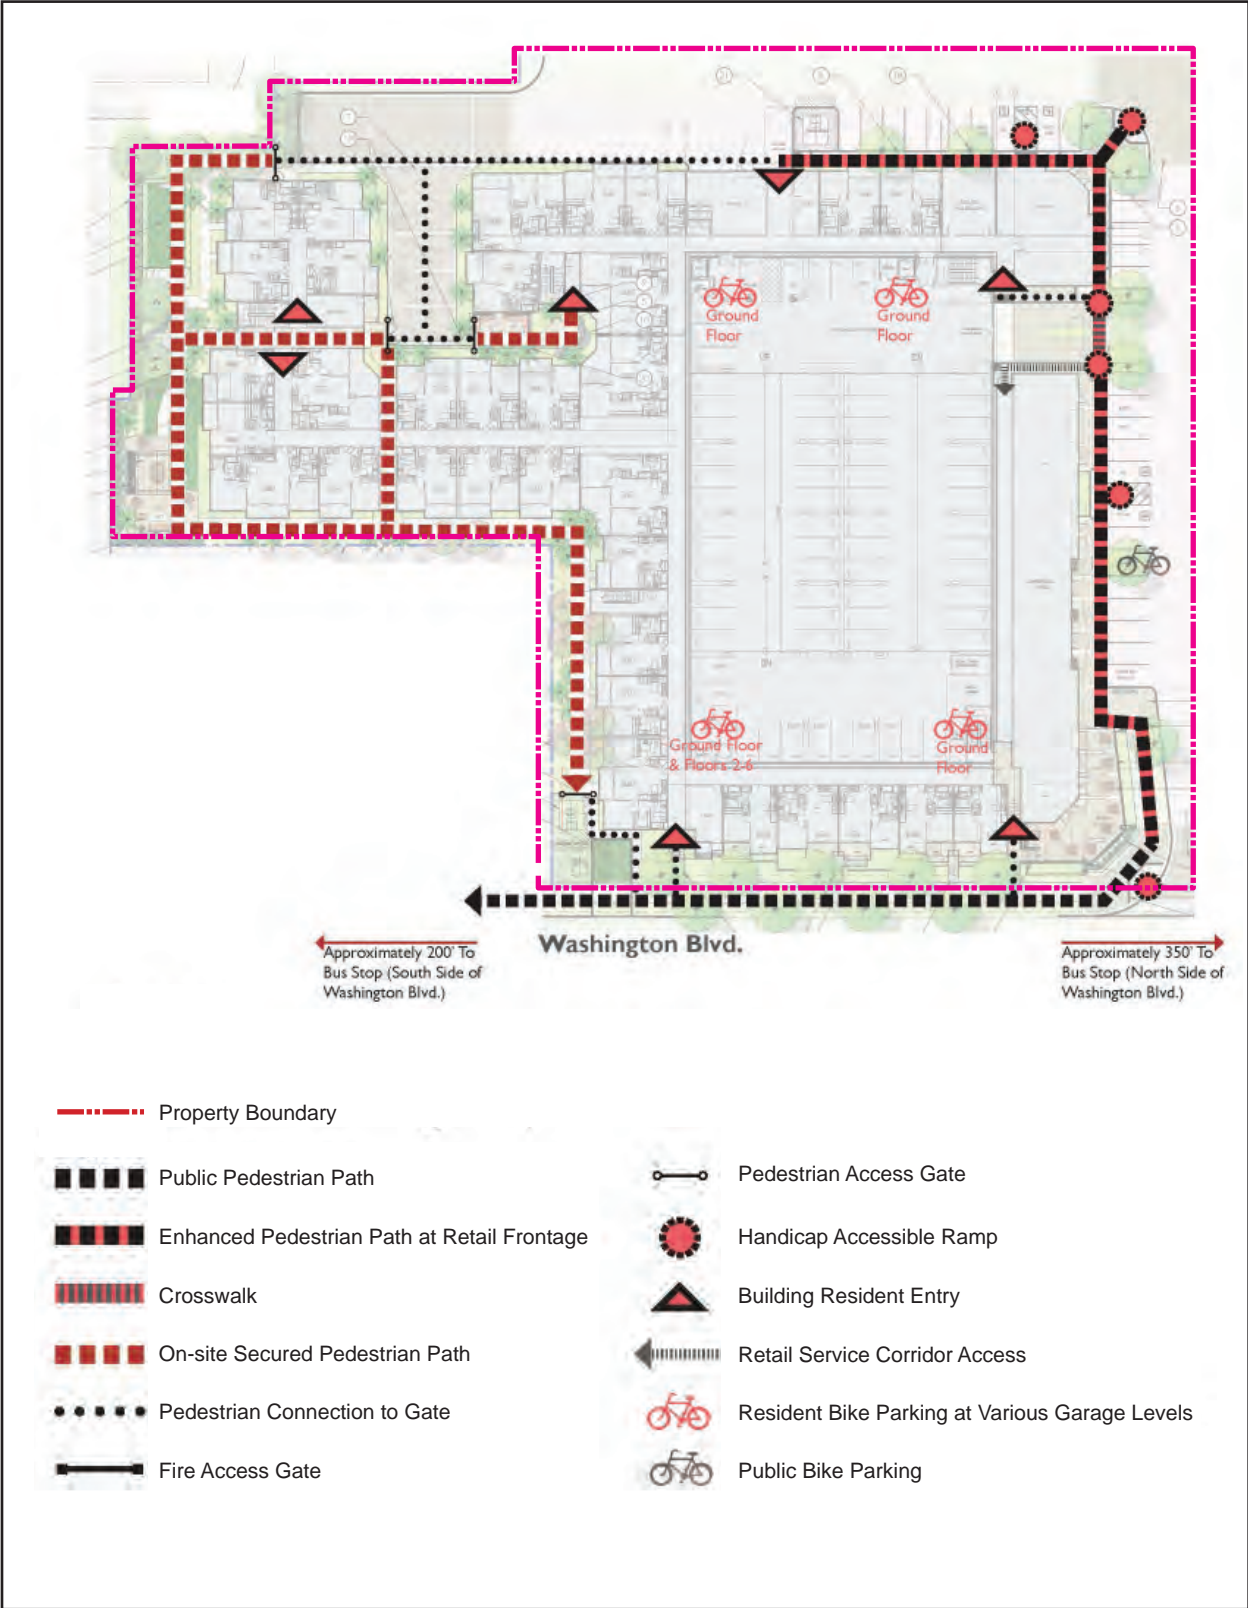 Ground
Floor
Ground
Floor
Ground Floor
& Floors 2-6
Ground
Floor
Washington Blvd.
Approximately 200' To
Bus Stop (South Side of
Washington Blvd.)
Approximately 350' To
Bus Stop (North Side of
Washington Blvd.)
Property Boundary
Public Pedestrian Path
Enhanced Pedestrian Path at Retail Frontage
Crosswalk
On-site Secured Pedestrian Path
Pedestrian Connection to Gate
Fire Access Gate
Pedestrian Access Gate
Handicap Accessible Ramp
Building Resident Entry
Retail Service Corridor Access
Resident Bike Parking at Various Garage Levels
Public Bike Parking